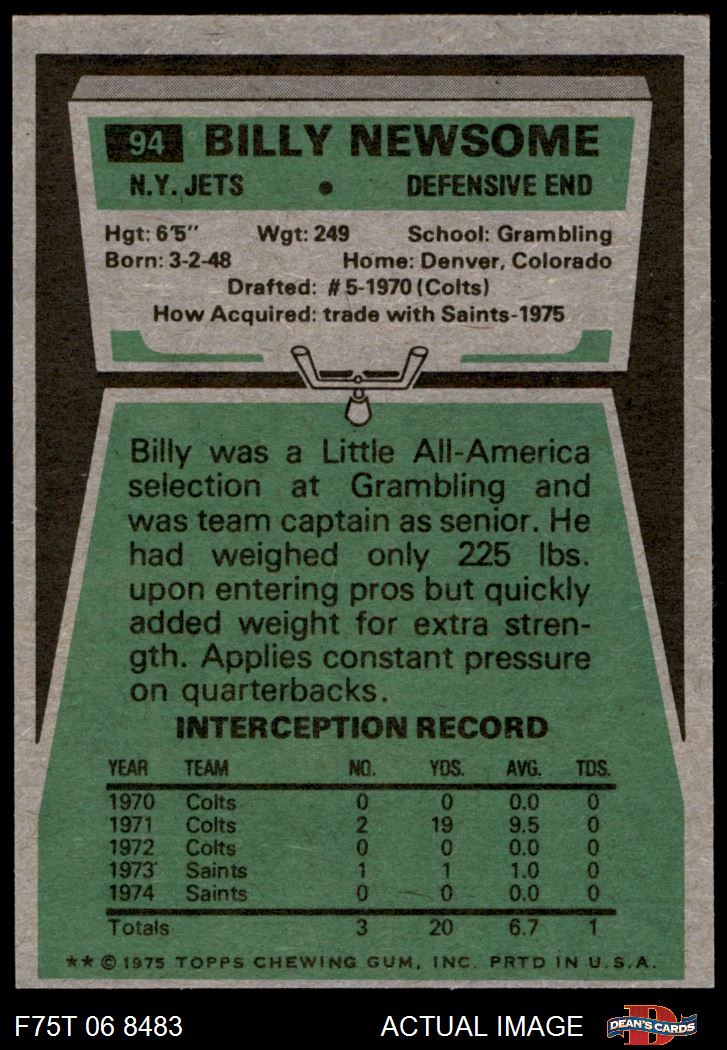 94 BILLY NEWSOME
N.Y. JETS • DEFENSIVE END
Hgt: 6'5" Wgt: 249 School: Grambling
Born: 3-2-48 Home: Denver, Colorado
Drafted: #5-1970 (Colts)
How Acquired: trade with Saints-1975
Billy was a Little All-America
selection at Grambling and
was team captain as senior. He
had weighed only 225 lbs.
upon entering pros but quickly
added weight for extra stren-
gth. Applies constant pressure
on quarterbacks.
INTERCEPTION RECORD
YEAR TEAM NO. YDS. AVG. TDS.
1970 Colts 0 0 0.0 0
1971 Colts 2 19 9.5 0
1972 Colts 0 0 0.0 0
1973 Saints 1 1 1.0 0
1974 Saints 0 0 0.0 0
Totals 3 20 6.7 1
** © 1975 TOPPS CHEWING GUM, INC. PRTD IN U.S.A.
F75T 06 8483 ACTUAL IMAGE DEAN'S CARDS